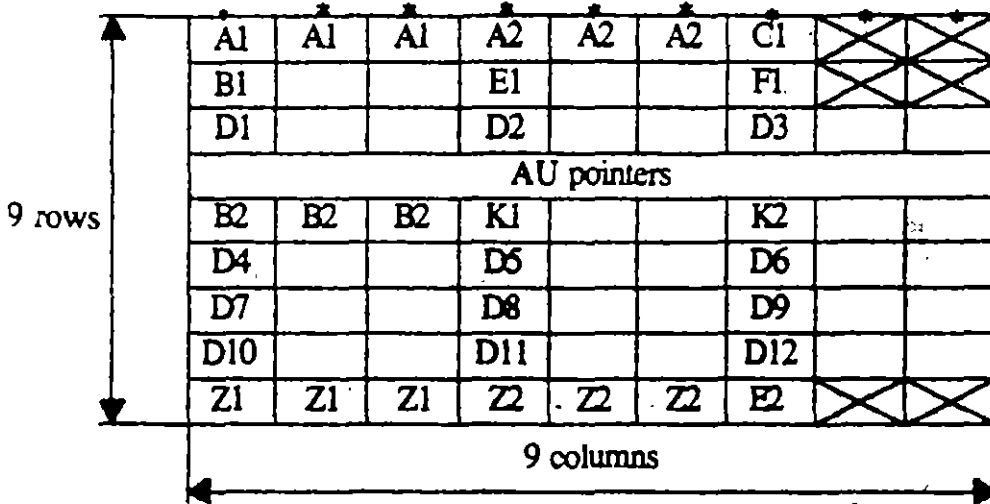 * * * * * * * * *
A1 A1 A1 A2 A2 A2 C1
B1 E1 F1
D1 D2 D3
AU pointers
9 rows
B2 B2 B2 K1 K2
D4 D5 D6
D7 D8 D9
D10 D11 D12
Z1 Z1 Z1 Z2 Z2 Z2 E2
9 columns